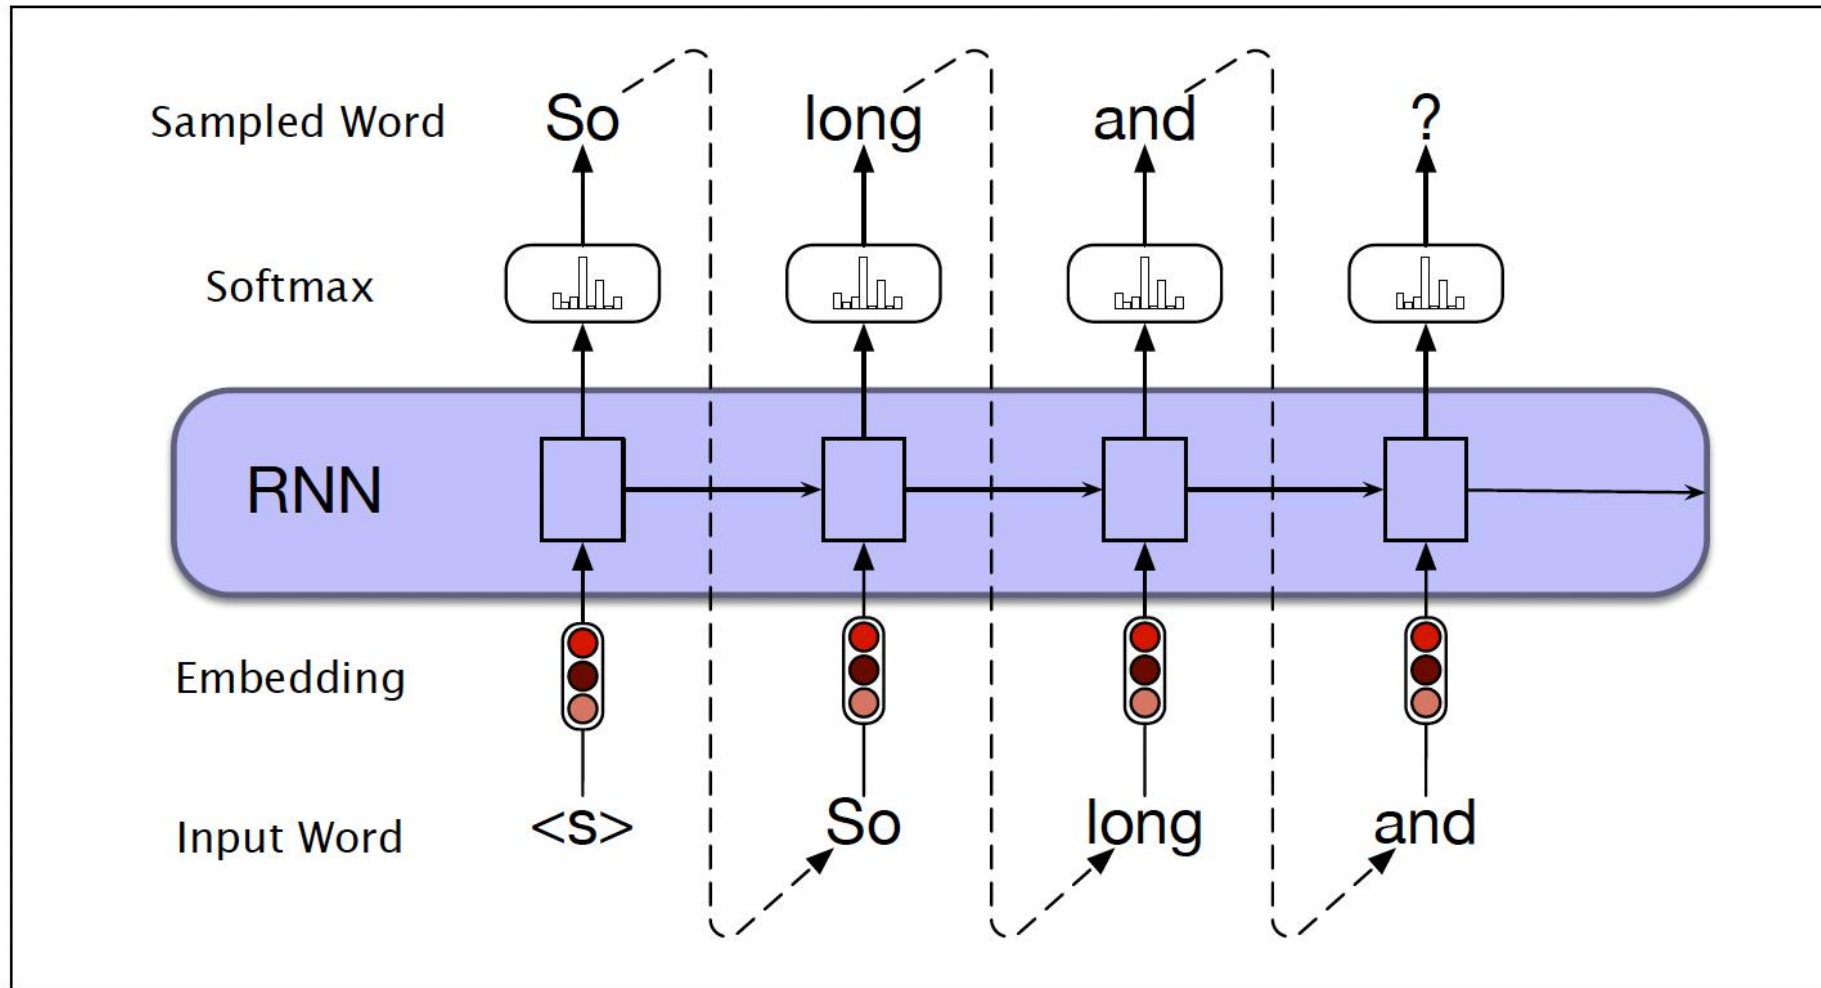 Sampled Word So long and ?
Softmax
RNN
Embedding
Input Word <s> So long and